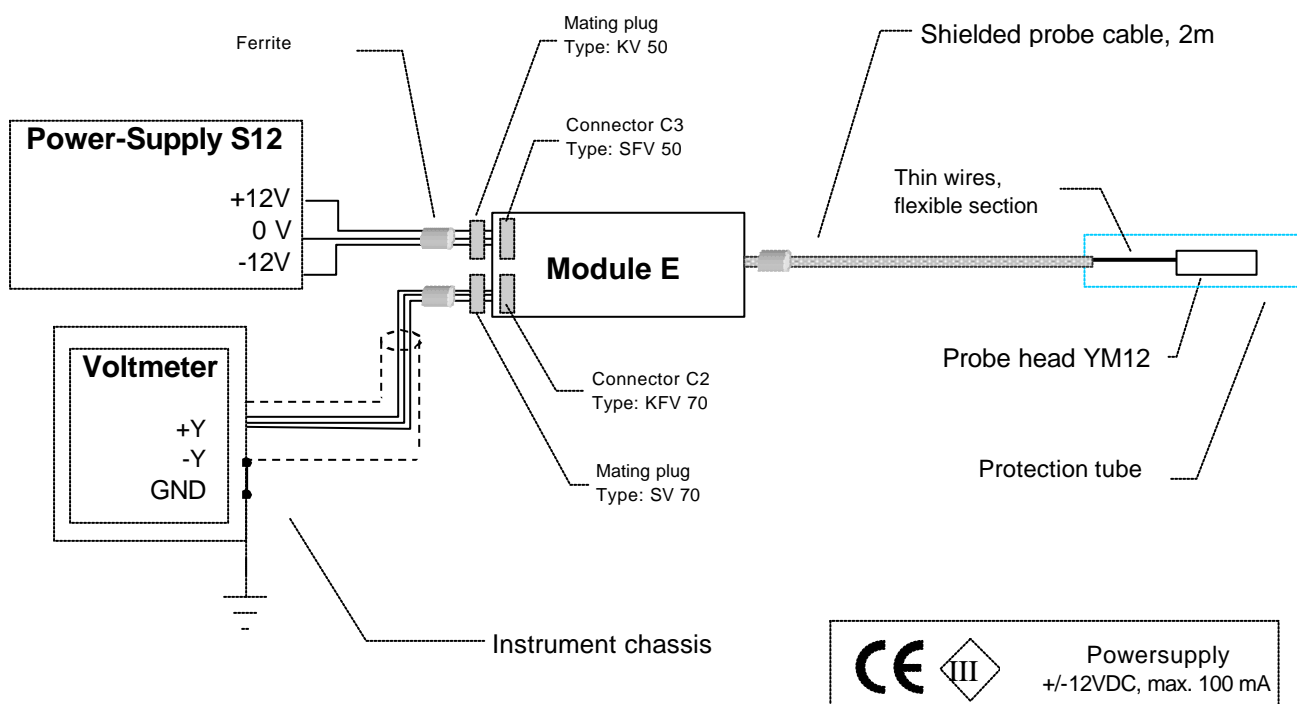 Ferrite
Mating plug
Type: KV 50
Shielded probe cable, 2m
Power-Supply S12
+12V
0 V
-12V
Connector C3
Type: SFV 50
Thin wires,
flexible section
Module E
Voltmeter
+Y
-Y
GND
Connector C2
Type: KFV 70
Probe head YM12
Mating plug
Type: SV 70
Protection tube
Instrument chassis
CE
III
Powersupply
+/-12VDC, max. 100 mA